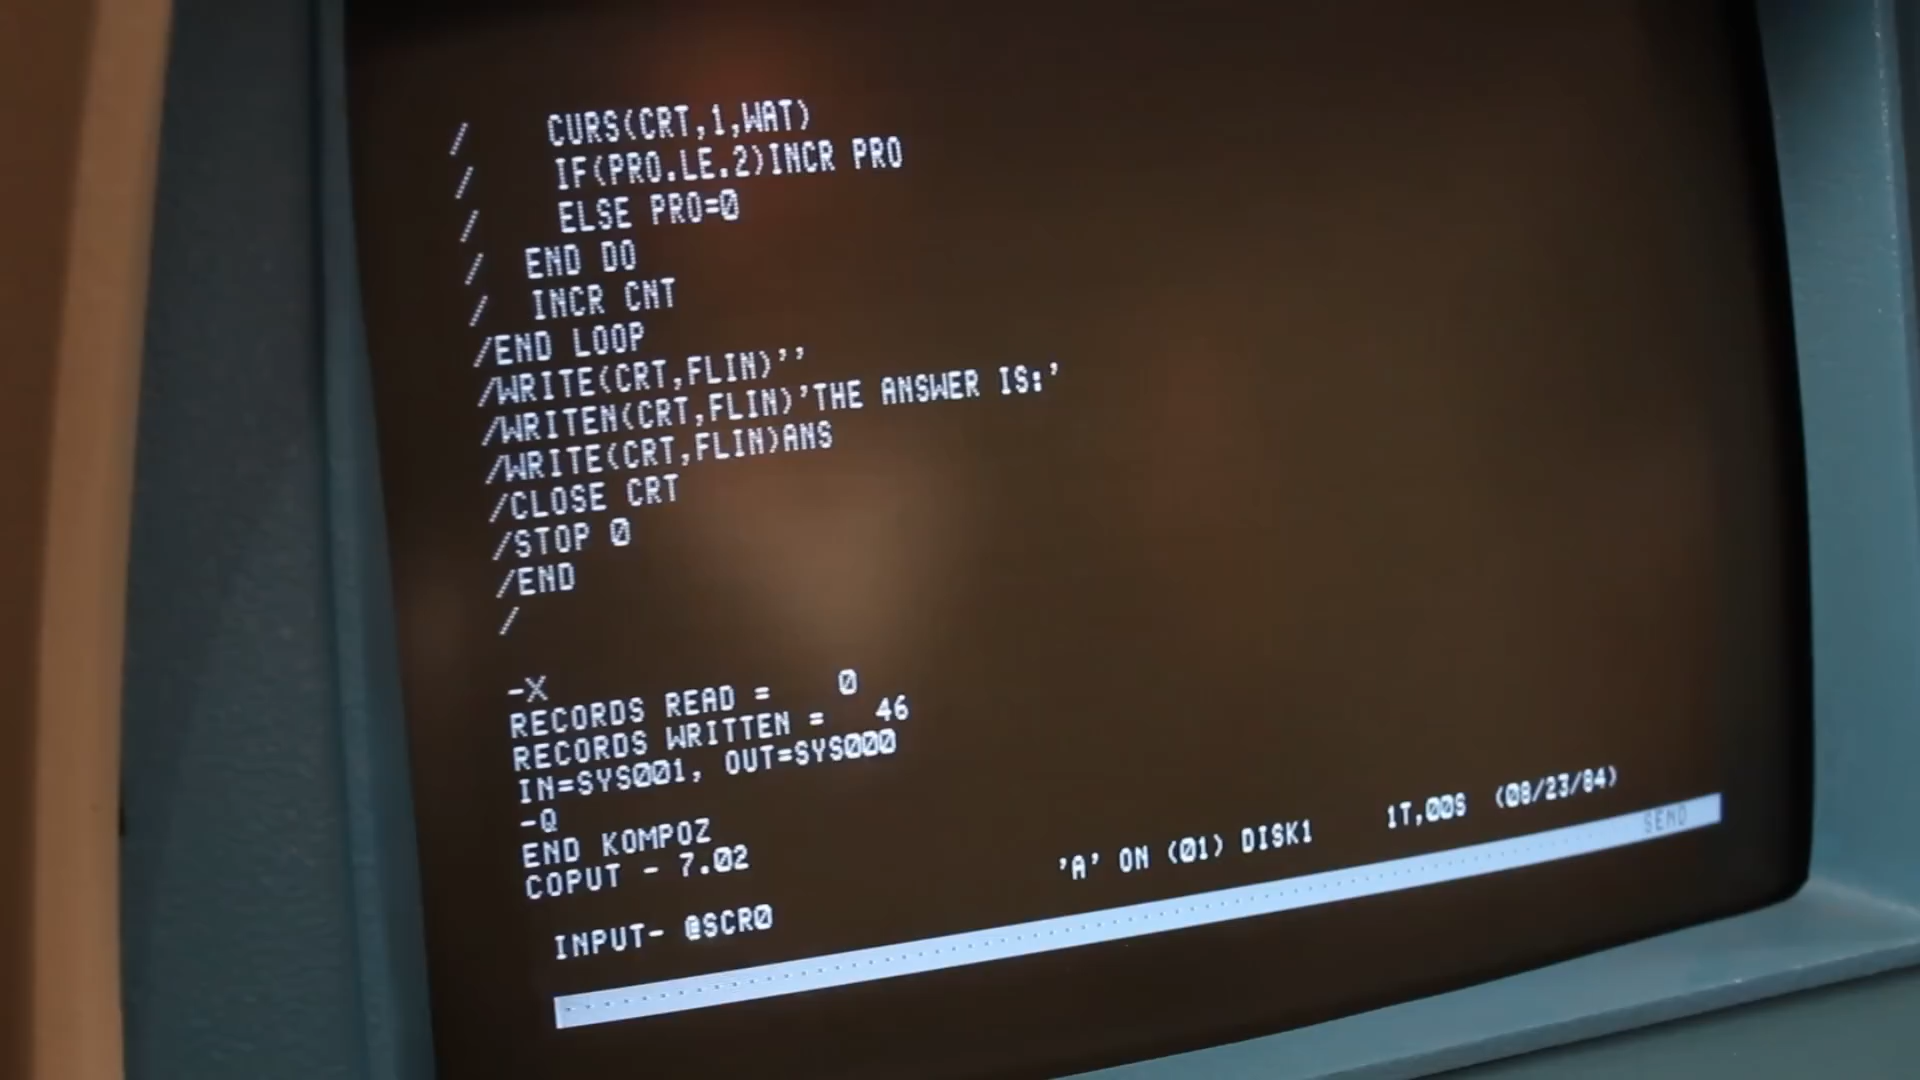 /    CURS(CRT,1,WAT)
/    IF(PRO.LE.2)INCR PRO
/    ELSE PRO=0
/  END DO
/  INCR CNT
/END LOOP
/WRITE(CRT,FLIN)''
/WRITEN(CRT,FLIN)'THE ANSWER IS:'
/WRITE(CRT,FLIN)ANS
/CLOSE CRT
/STOP 0
/END
/
-X
RECORDS READ =    0
RECORDS WRITTEN =   46
IN=SYS001, OUT=SYS000
-Q
END KOMPOZ
COPUT - 7.02    'A' ON (01) DISK1    1T,00S  (08/23/84)
INPUT- @SCR0
SEND